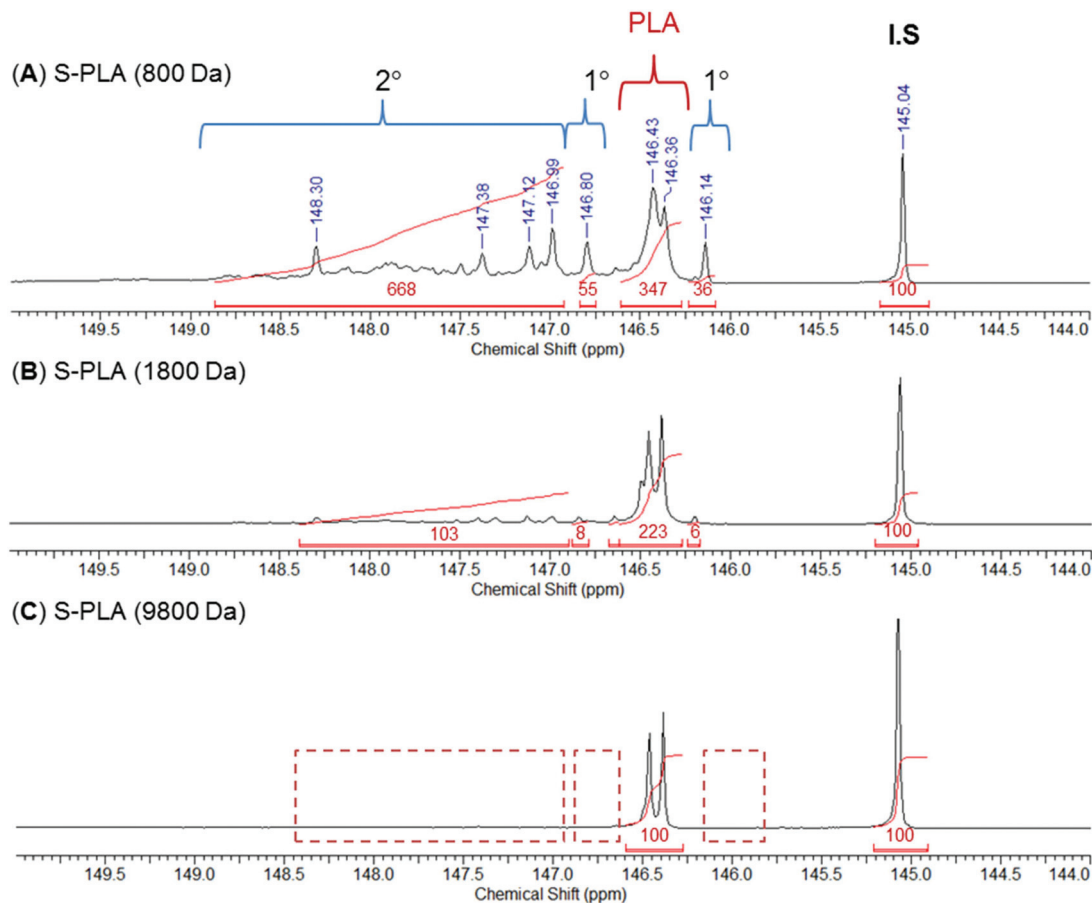 PLA
I.S
(A) S-PLA (800 Da)
2° 1° 1°
148.30 147.38 147.12 146.99 146.80 146.43 146.36 146.14 145.04
668 55 347 36 100
149.5 149.0 148.5 148.0 147.5 147.0 146.5 146.0 145.5 145.0 144.5 144.0
Chemical Shift (ppm)
(B) S-PLA (1800 Da)
103 8 223 6 100
149.5 149.0 148.5 148.0 147.5 147.0 146.5 146.0 145.5 145.0 144.5 144.0
Chemical Shift (ppm)
(C) S-PLA (9800 Da)
100 100
149.5 149.0 148.5 148.0 147.5 147.0 146.5 146.0 145.5 145.0 144.5 144.0
Chemical Shift (ppm)